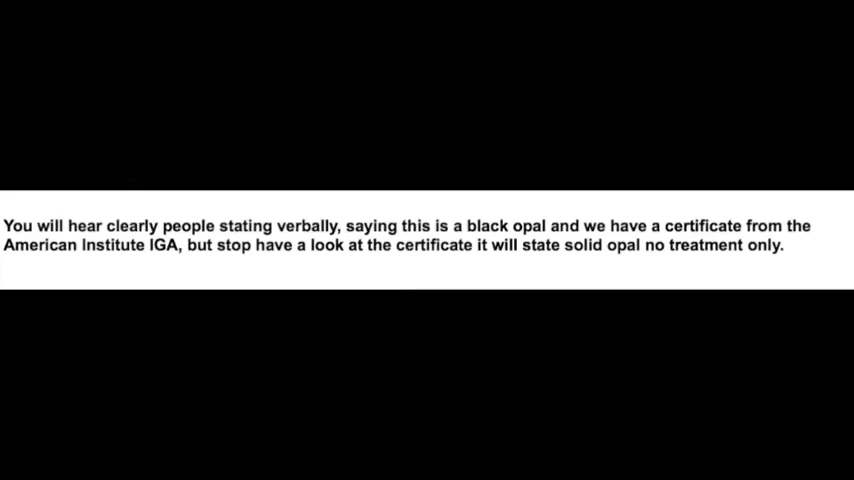 You will hear clearly people stating verbally, saying this is a black opal and we have a certificate from the
American Institute IGA, but stop have a look at the certificate it will state solid opal no treatment only.